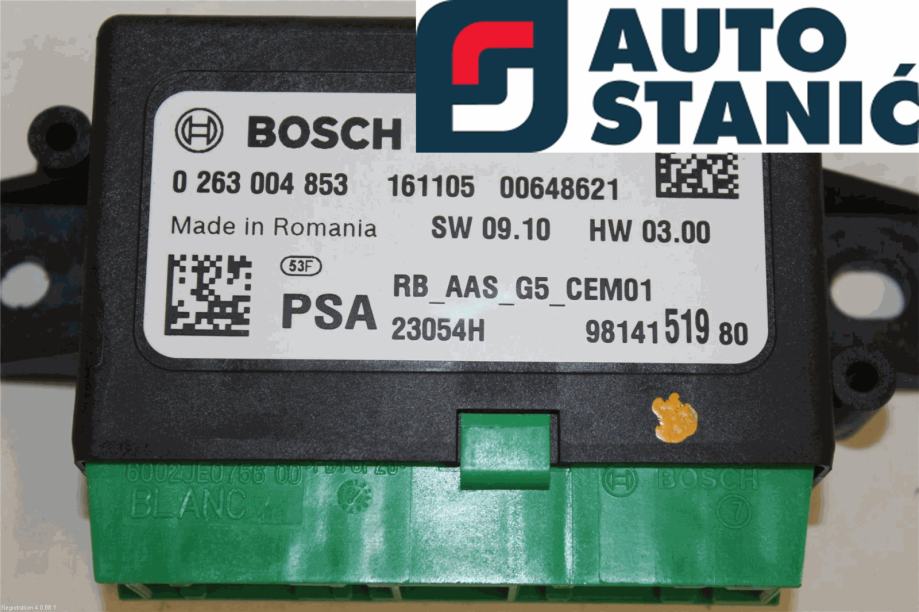 AUTO
STANIĆ
BOSCH
0 263 004 853 161105 00648621
Made in Romania SW 09.10 HW 03.00
53F
PSA
RB_AAS_G5_CEM01
23054H 98141 519 80
BLANC
BOSCH
7